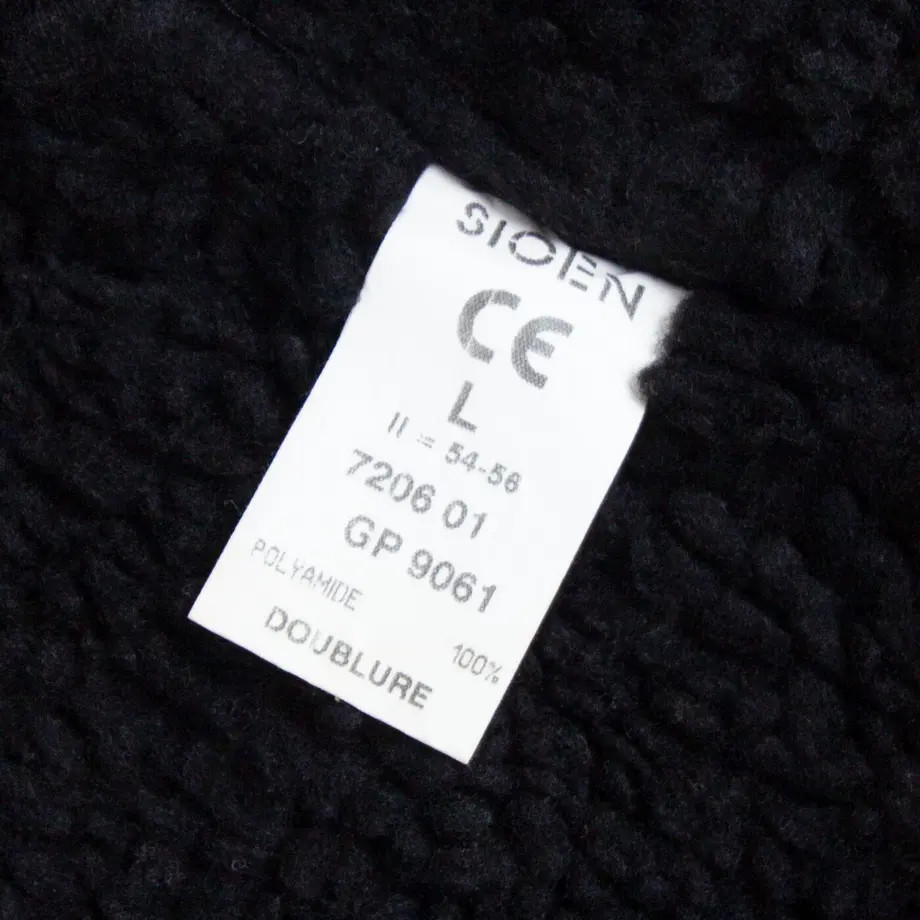 SIOEN
CE
L
II = 54-56
7206 01
GP 9061
POLYAMIDE 100%
DOUBLURE